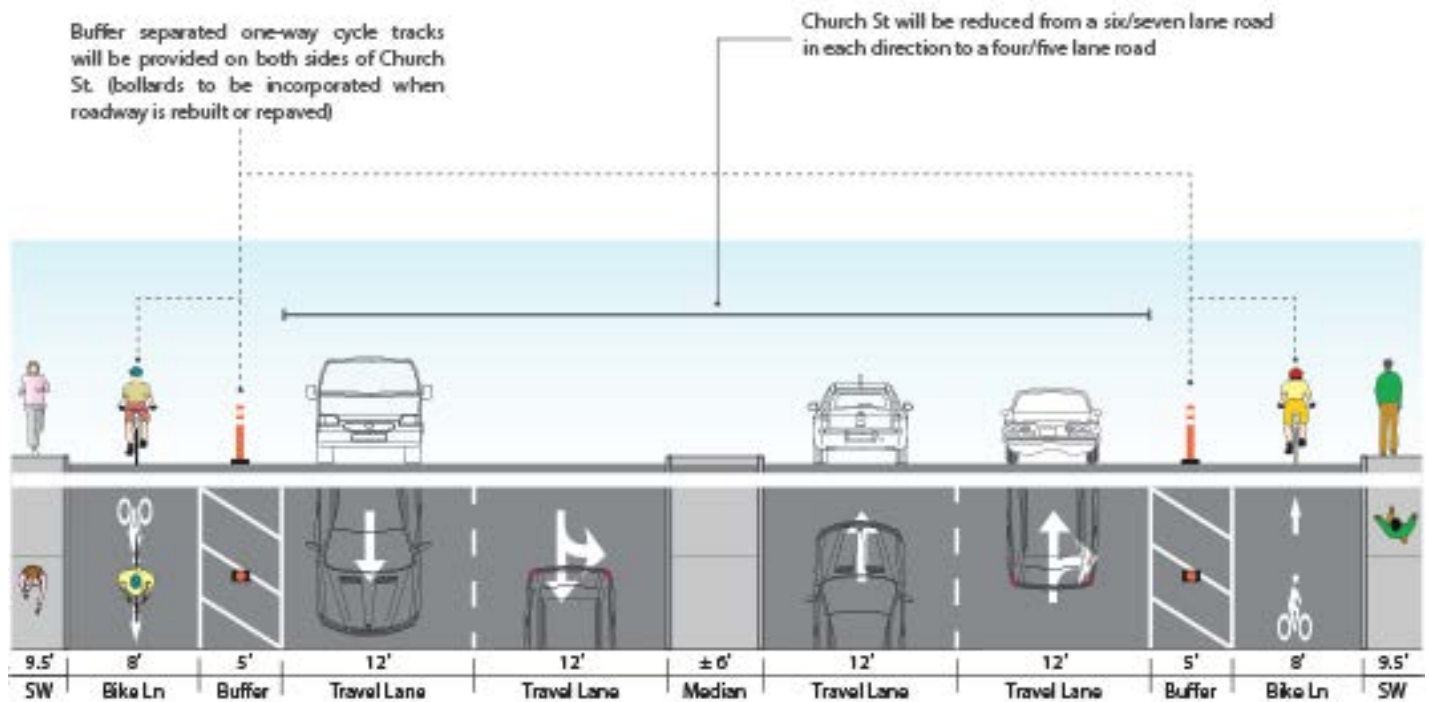 Buffer separated one-way cycle tracks
will be provided on both sides of Church
St. (bollards to be incorporated when
roadway is rebuilt or repaved)
Church St will be reduced from a six/seven lane road
in each direction to a four/five lane road
9.5' 8' 5' 12' 12' ± 6' 12' 12' 5' 8' 9.5'
SW Bike Ln Buffer Travel Lane Travel Lane Median Travel Lane Travel Lane Buffer Bike Ln SW